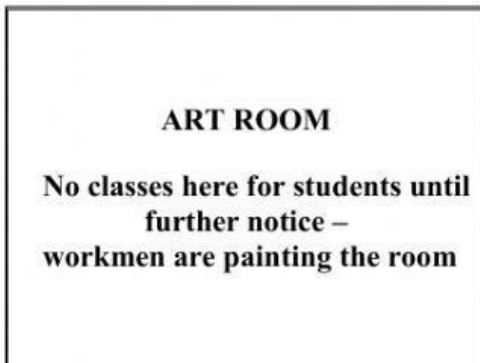 ART ROOM
No classes here for students until
further notice –
workmen are painting the room